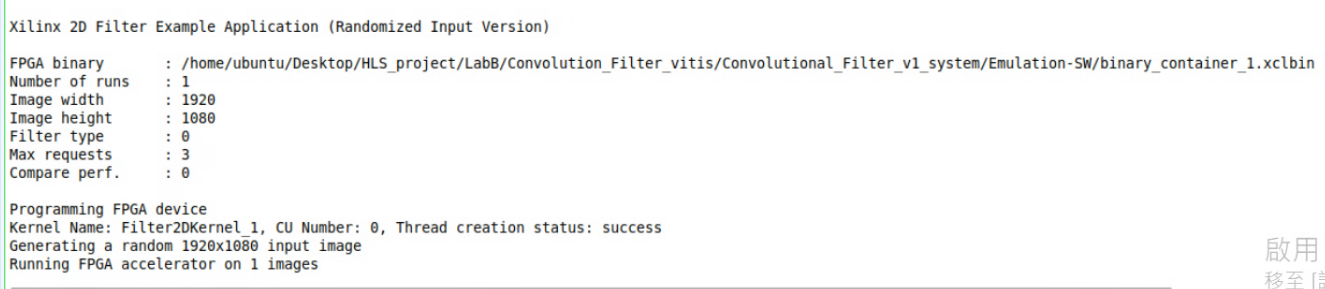 Xilinx 2D Filter Example Application (Randomized Input Version)
FPGA binary : /home/ubuntu/Desktop/HLS_project/LabB/Convolution_Filter_vitis/Convolutional_Filter_v1_system/Emulation-SW/binary_container_1.xclbin
Number of runs : 1
Image width : 1920
Image height : 1080
Filter type : 0
Max requests : 3
Compare perf. : 0
Programming FPGA device
Kernel Name: Filter2DKernel_1, CU Number: 0, Thread creation status: success
Generating a random 1920x1080 input image
Running FPGA accelerator on 1 images
啟用
移至 [